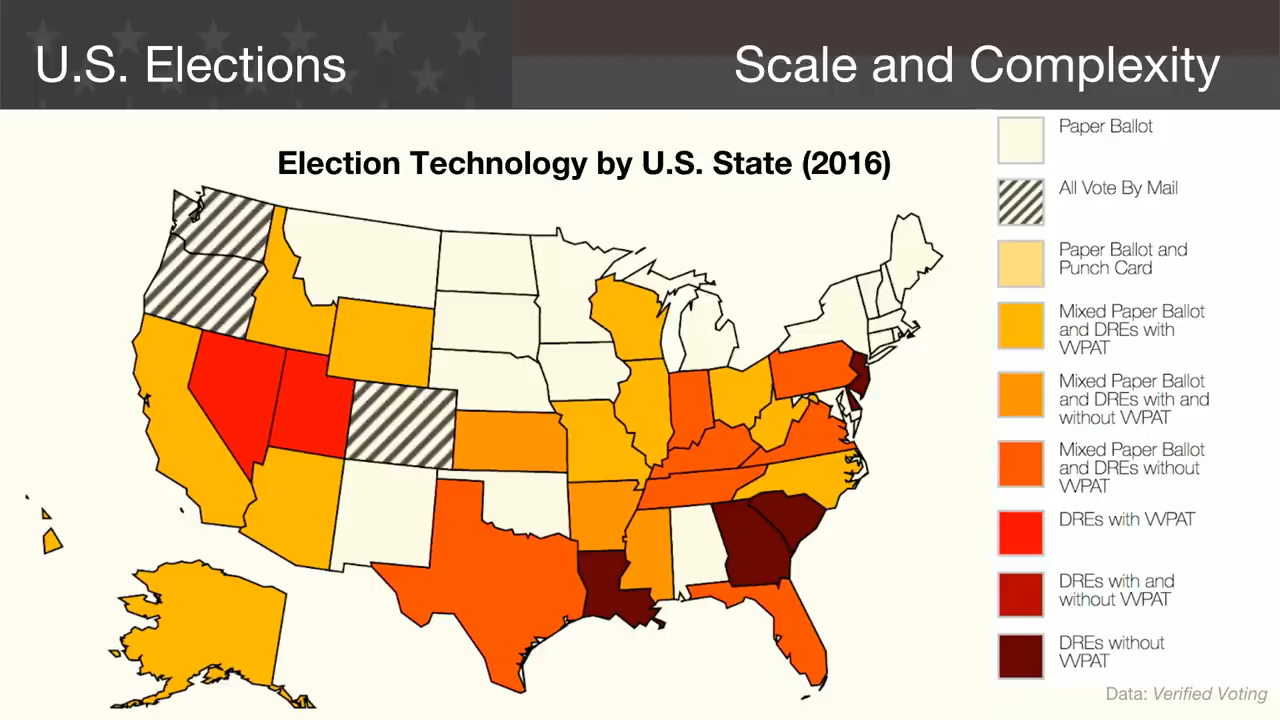 U.S. Elections
Scale and Complexity
Election Technology by U.S. State (2016)
Paper Ballot
All Vote By Mail
Paper Ballot and
Punch Card
Mixed Paper Ballot
and DREs with
VVPAT
Mixed Paper Ballot
and DREs with and
without VVPAT
Mixed Paper Ballot
and DREs without
VVPAT
DREs with VVPAT
DREs with and
without VVPAT
DREs without
VVPAT
Data: Verified Voting